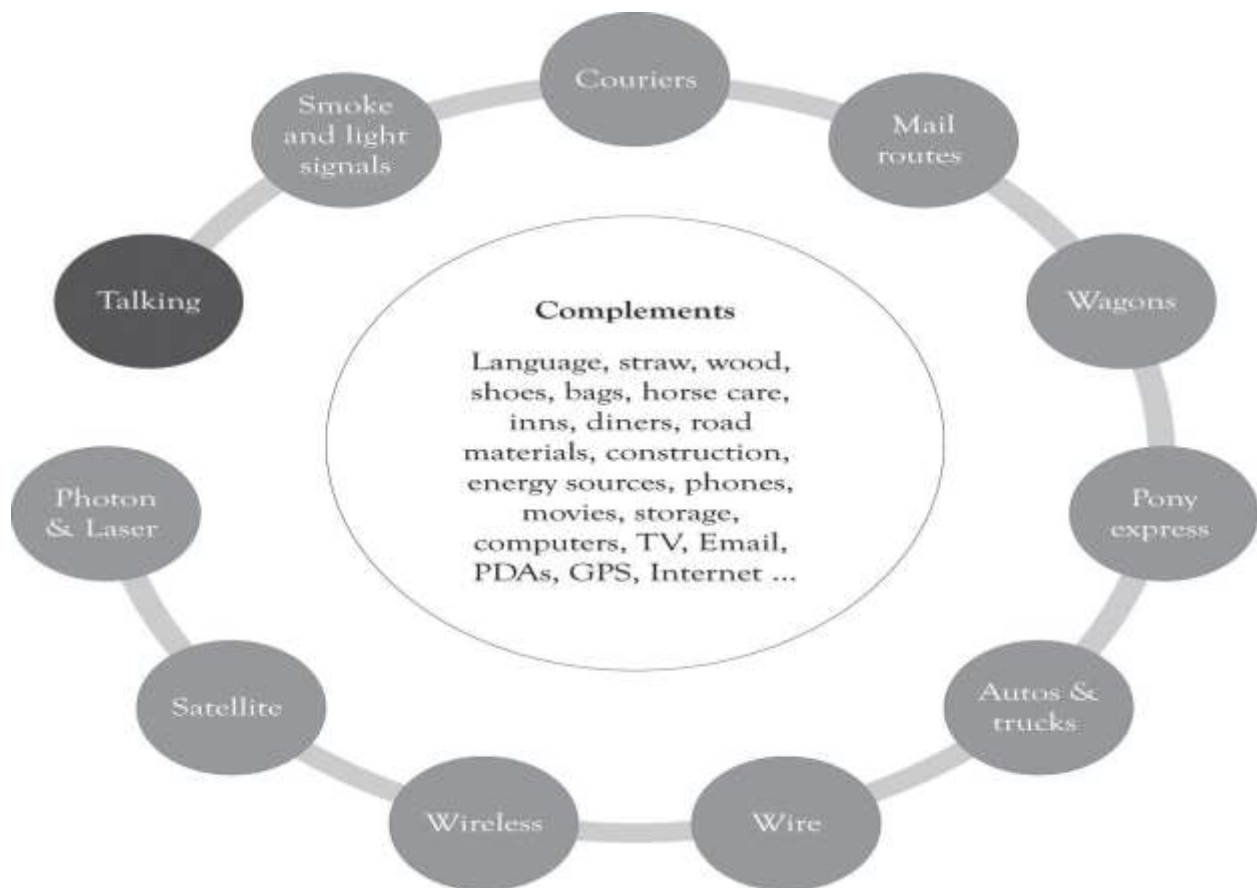 Talking
Smoke
and light
signals
Couriers
Mail
routes
Wagons
Pony
express
Autos &
trucks
Wire
Wireless
Satellite
Photon
& Laser
Complements
Language, straw, wood,
shoes, bags, horse care,
inns, diners, road
materials, construction,
energy sources, phones,
movies, storage,
computers, TV, Email,
PDAs, GPS, Internet ...